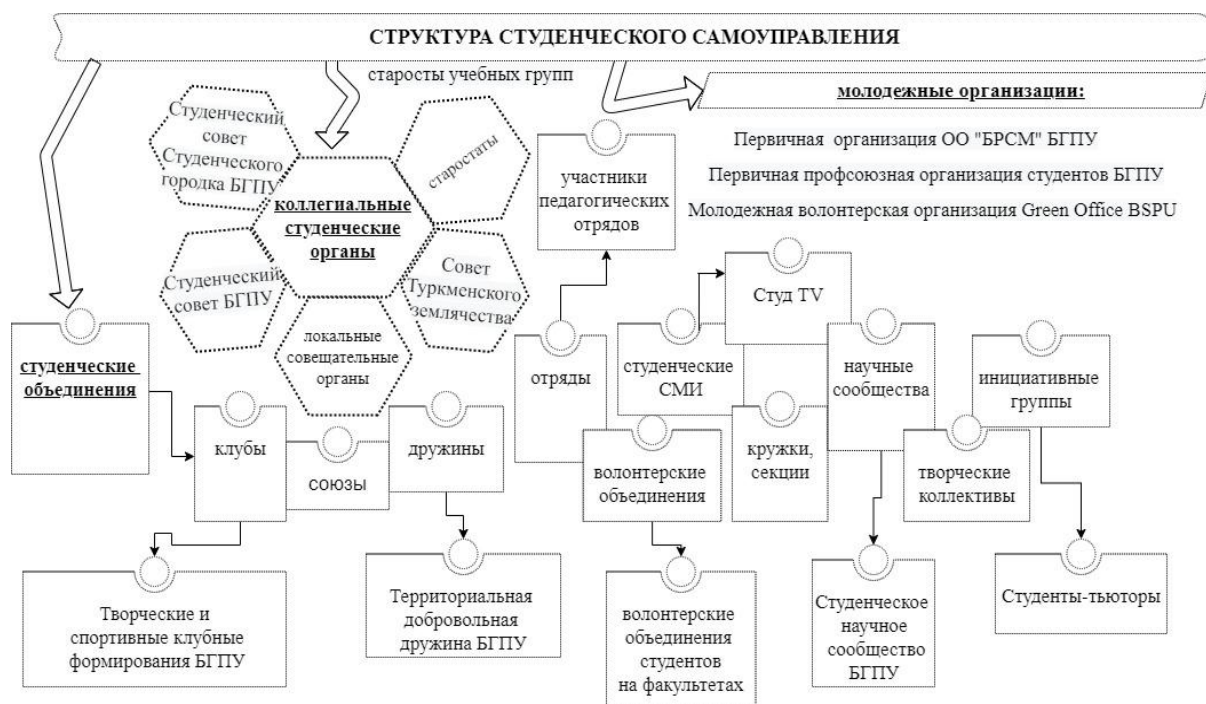 СТРУКТУРА СТУДЕНЧЕСКОГО САМОУПРАВЛЕНИЯ
старосты учебных групп
молодежные организации:
Первичная организация ОО "БРСМ" БГПУ
Первичная профсоюзная организация студентов БГПУ
Молодежная волонтерская организация Green Office BSPU
Студенческий
совет
Студенческого
городка БГПУ
старостаты
коллегиальные
студенческие
органы
Студенческий
совет БГПУ
Совет
Туркменского
землячества
локальные
совещательные
органы
участники
педагогических
отрядов
Студ TV
студенческие
объединения
клубы
союзы
дружины
отряды
студенческие
СМИ
волонтерские
объединения
кружки,
секции
научные
сообщества
творческие
коллективы
инициативные
группы
Творческие и
спортивные клубные
формирования БГПУ
Территориальная
добровольная
дружина БГПУ
волонтерские
объединения
студентов
на факультетах
Студенческое
научное
сообщество
БГПУ
Студенты-тьюторы